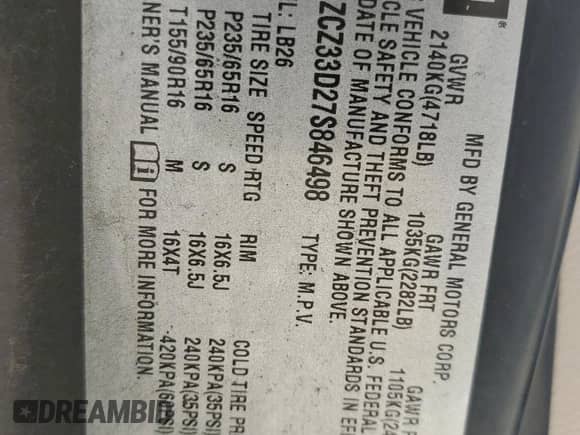 MFD BY GENERAL MOTORS CORP
GVWR GAWR FRT GAWR
2140KG(4718LB) 1035KG(2282LB) 1105KG(24
VEHICLE CONFORMS TO ALL APPLICABLE U.S. FEDERAL
CLE SAFETY AND THEFT PREVENTION STANDARDS IN EF
DATE OF MANUFACTURE SHOWN ABOVE.
ZCZ33D27S846498 TYPE: M.P.V.
L: LB26
TIRE SIZE SPEED RTG RIM COLD TIRE PR
P235/65R16 S 16X6.5J 240KPA(35PSI)
P235/65R16 S 16X6.5J 240KPA(35PSI)
T155/90R16 M 16X4T 420KPA(60PSI)
NER'S MANUAL FOR MORE INFORMATION
®
DREAMBID